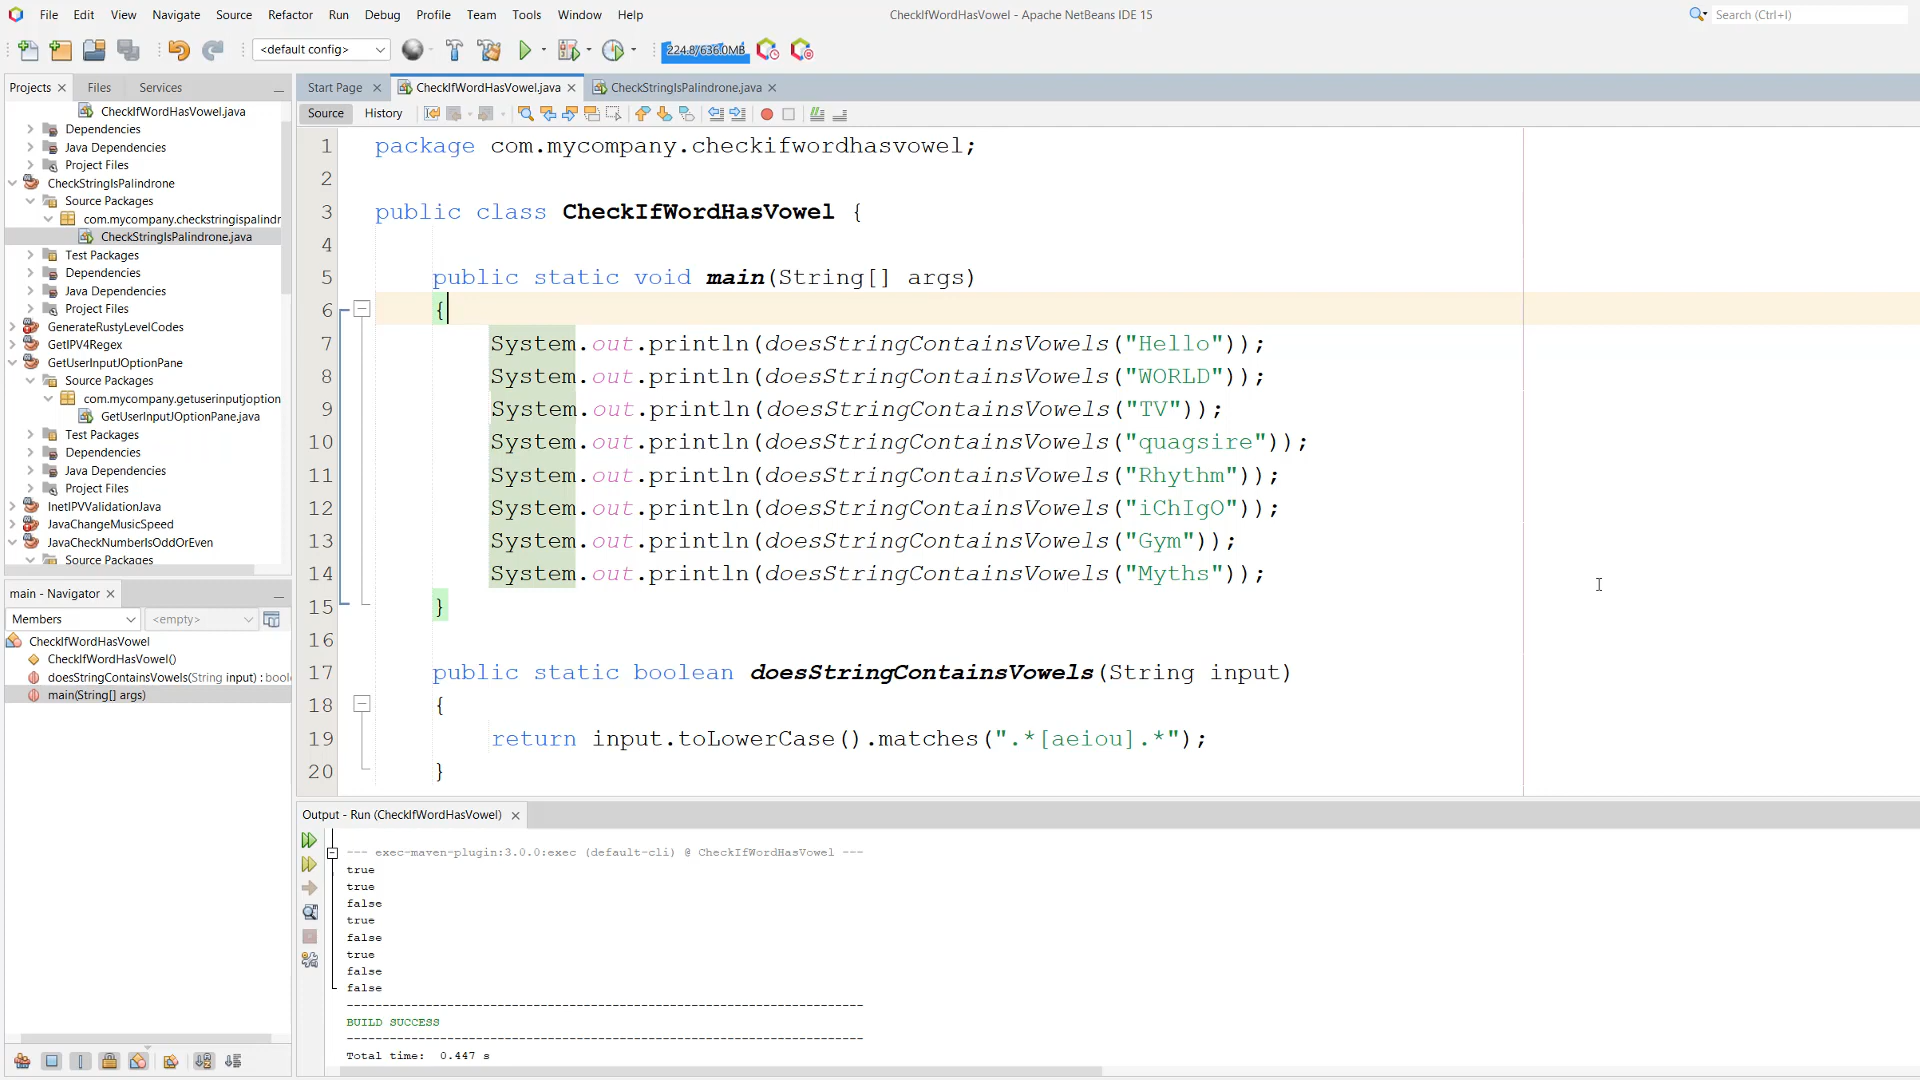 File Edit View Navigate Source Refactor Run Debug Profile Team Tools Window Help
CheckIfWordHasVowel - Apache NetBeans IDE 15
Search (Ctrl+I)
<default config>
224.8/636.0MB
Projects Files Services
Start Page CheckIfWordHasVowel.java CheckStringIsPalindrone.java
Source History
CheckIfWordHasVowel.java
Dependencies
Java Dependencies
Project Files
CheckStringIsPalindrone
Source Packages
com.mycompany.checkstringispalindr
CheckStringIsPalindrone.java
Test Packages
Dependencies
Java Dependencies
Project Files
GenerateRustyLevelCodes
GetIPV4Regex
GetUserInputJOptionPane
Source Packages
com.mycompany.getuserinputjoption
GetUserInputJOptionPane.java
Test Packages
Dependencies
Java Dependencies
Project Files
InetIPVValidationJava
JavaChangeMusicSpeed
JavaCheckNumberIsOddOrEven
Source Packages
main - Navigator
Members
<empty>
CheckIfWordHasVowel
CheckIfWordHasVowel()
doesStringContainsVowels(String input) : boole
main(String[] args)
1 package com.mycompany.checkifwordhasvowel;
2
3 public class CheckIfWordHasVowel {
4
5 public static void main(String[] args)
6 {
7 System.out.println(doesStringContainsVowels("Hello"));
8 System.out.println(doesStringContainsVowels("WORLD"));
9 System.out.println(doesStringContainsVowels("TV"));
10 System.out.println(doesStringContainsVowels("quagsire"));
11 System.out.println(doesStringContainsVowels("Rhythm"));
12 System.out.println(doesStringContainsVowels("iChIgO"));
13 System.out.println(doesStringContainsVowels("Gym"));
14 System.out.println(doesStringContainsVowels("Myths"));
15 }
16
17 public static boolean doesStringContainsVowels(String input)
18 {
19 return input.toLowerCase().matches(".*[aeiou].*");
20 }
Output - Run (CheckIfWordHasVowel)
--- exec-maven-plugin:3.0.0:exec (default-cli) @ CheckIfWordHasVowel ---
true
true
false
true
false
true
false
false
------------------------------------------------------------------------
BUILD SUCCESS
------------------------------------------------------------------------
Total time: 0.447 s